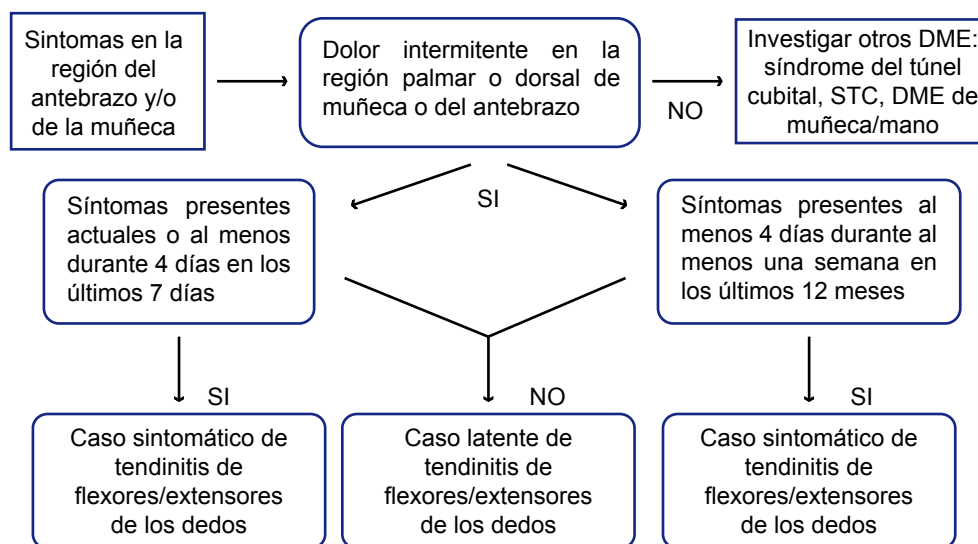 Sintomas en la
región del
antebrazo y/o
de la muñeca
Dolor intermitente en la
región palmar o dorsal de
muñeca o del antebrazo
NO
Investigar otros DME:
síndrome del túnel
cubital, STC, DME de
muñeca/mano
SI
Síntomas presentes
actuales o al menos
durante 4 días en los
últimos 7 días
Síntomas presentes al
menos 4 días durante al
menos una semana en
los últimos 12 meses
SI
NO
SI
Caso sintomático de
tendinitis de
flexores/extensores
de los dedos
Caso latente de
tendinitis de
flexores/extensores
de los dedos
Caso sintomático de
tendinitis de
flexores/extensores
de los dedos